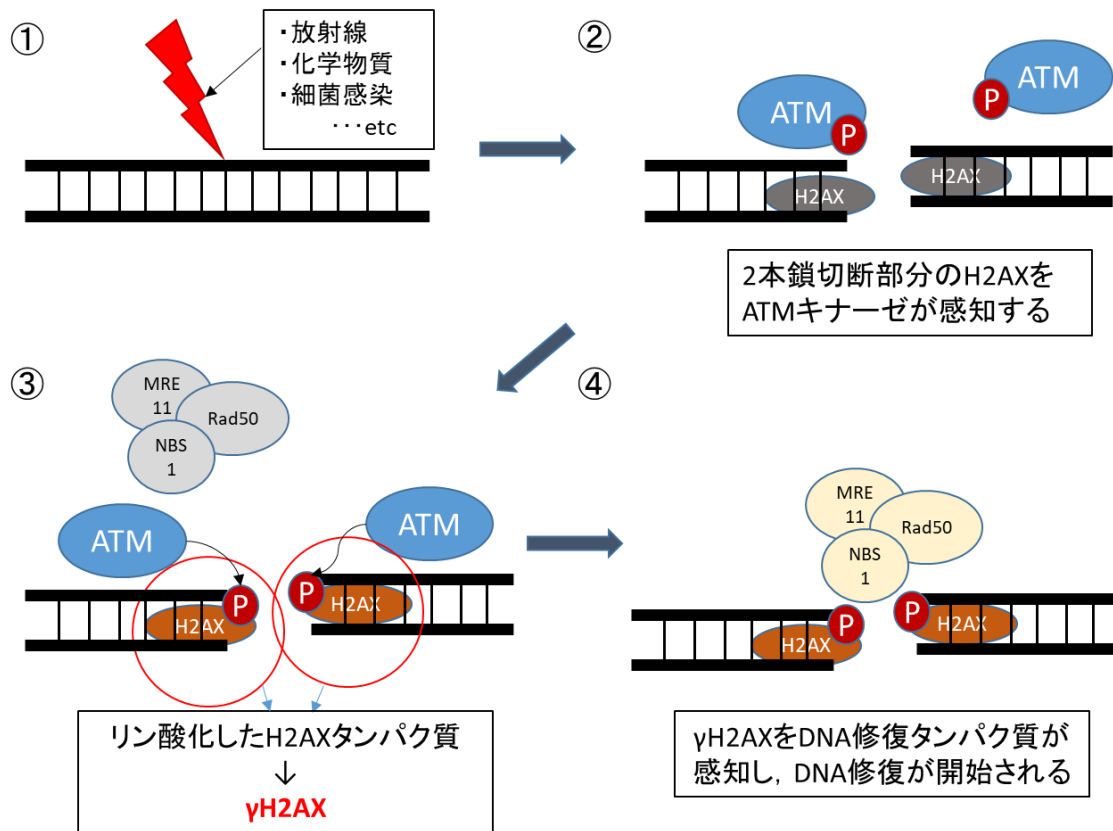 ①
・放射線
・化学物質
・細菌感染
･･･etc
②
ATM
P
ATM
P
H2AX
H2AX
2本鎖切断部分のH2AXを
ATMキナーゼが感知する
③
MRE
11
Rad50
NBS
1
ATM
ATM
P
H2AX
P
H2AX
リン酸化したH2AXタンパク質
↓
γH2AX
④
MRE
11
Rad50
NBS
1
P
H2AX
P
H2AX
γH2AXをDNA修復タンパク質が
感知し，DNA修復が開始される